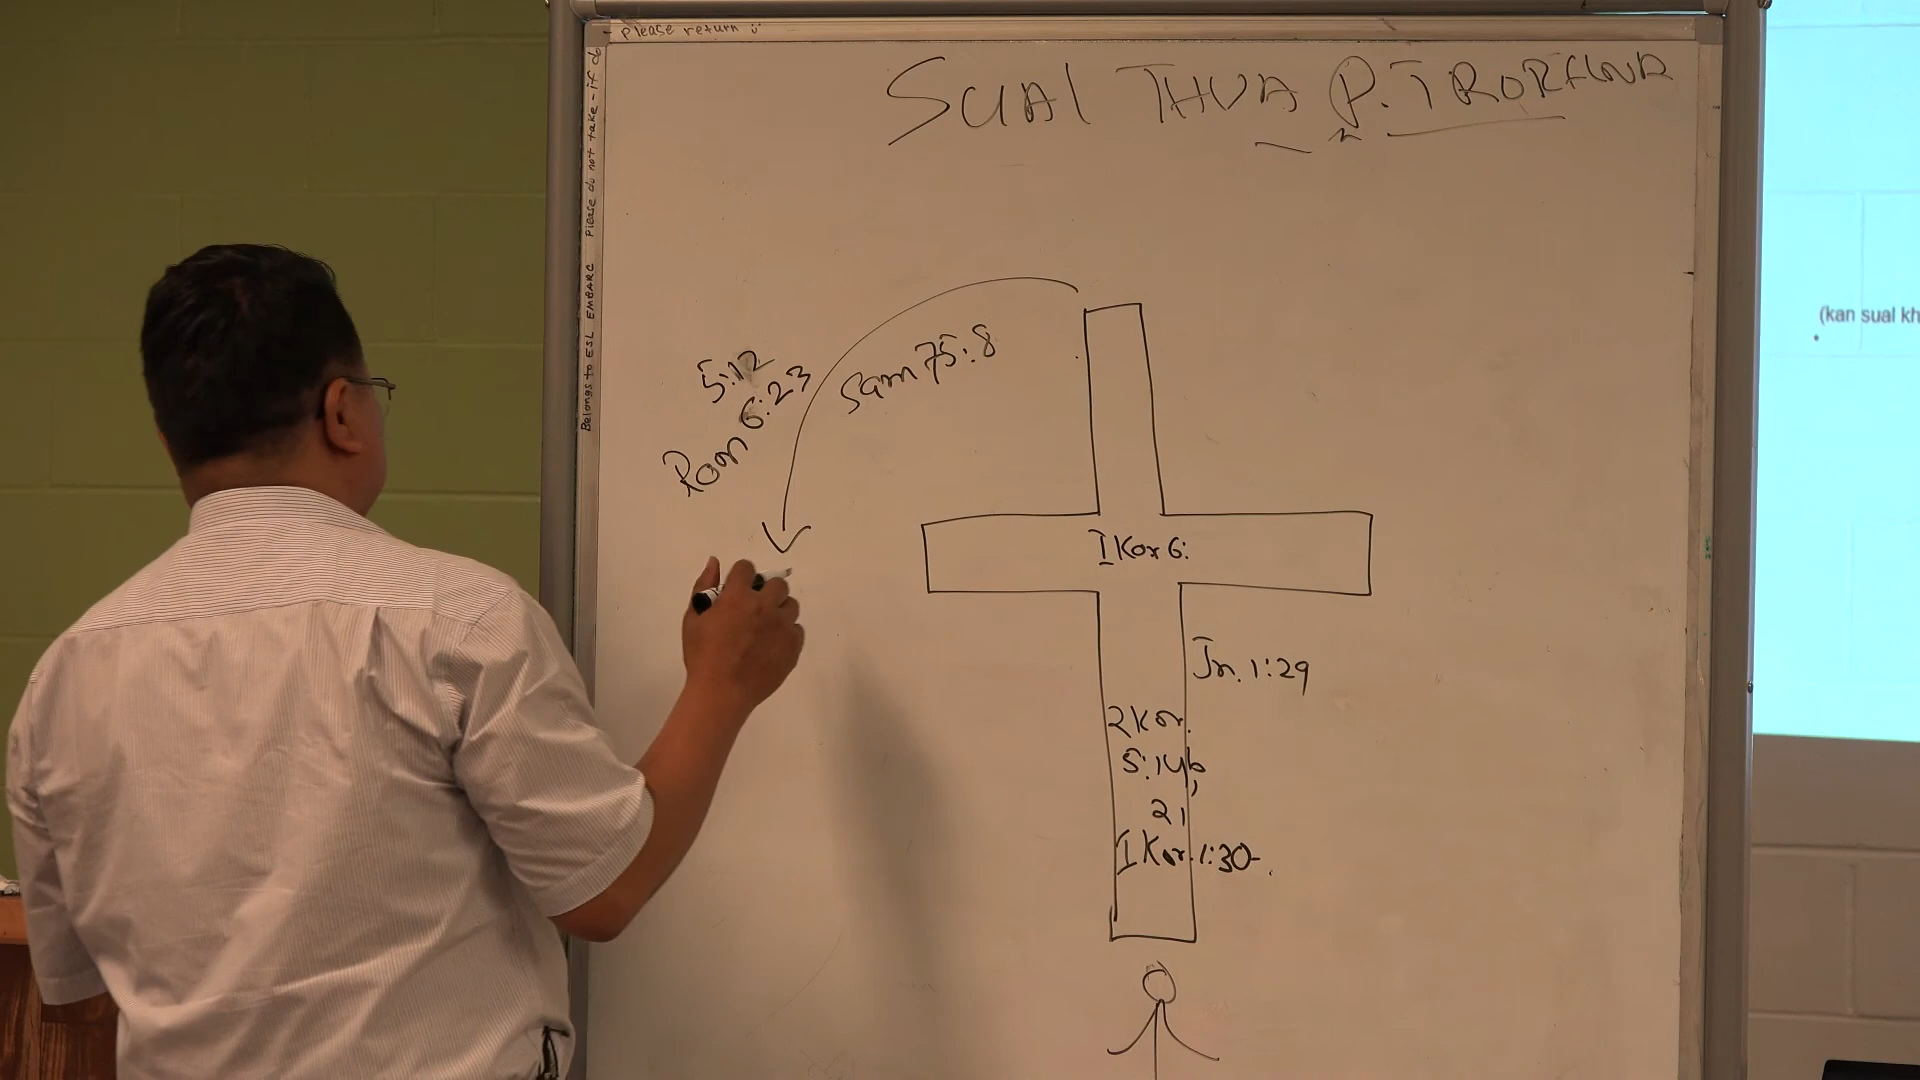 - please return
Belongs to ESL EMBARC Please do not take - if do
SUAL THUA P.
(kan sual kh
Sam 75:8
5:12
Rom 6:23
I Kor 6:
Jn. 1:29
2 Kor.
5:14b,
21
I Kor. 1:30